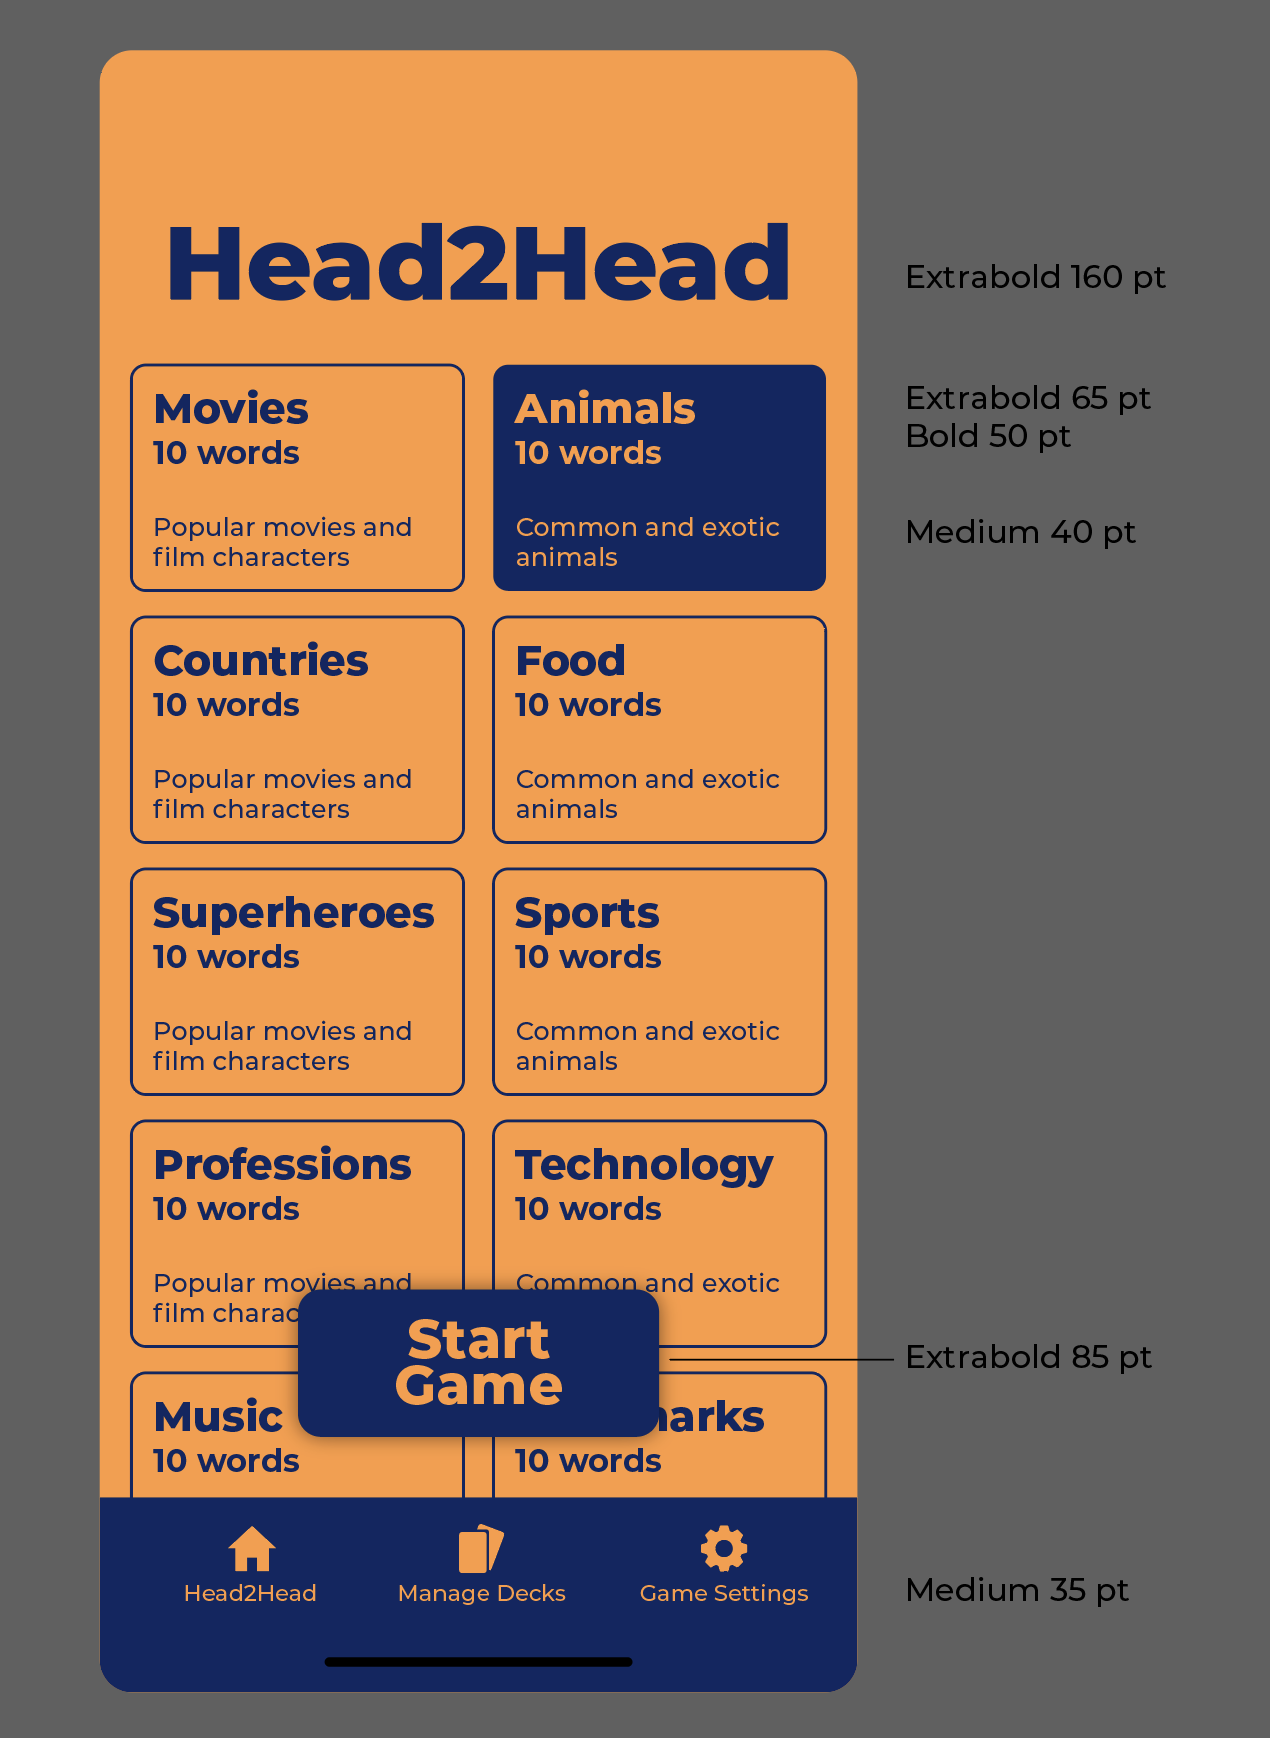 Head2Head
Extrabold 160 pt
Movies
10 words
Popular movies and
film characters
Animals
10 words
Common and exotic
animals
Extrabold 65 pt
Bold 50 pt
Medium 40 pt
Countries
10 words
Popular movies and
film characters
Food
10 words
Common and exotic
animals
Superheroes
10 words
Popular movies and
film characters
Sports
10 words
Common and exotic
animals
Professions
10 words
Popular movies and
film
Technology
10 words
Common and exotic
Start
Game
Extrabold 85 pt
Music
10 words
10 words
Head2Head
Manage Decks
Game Settings
Medium 35 pt